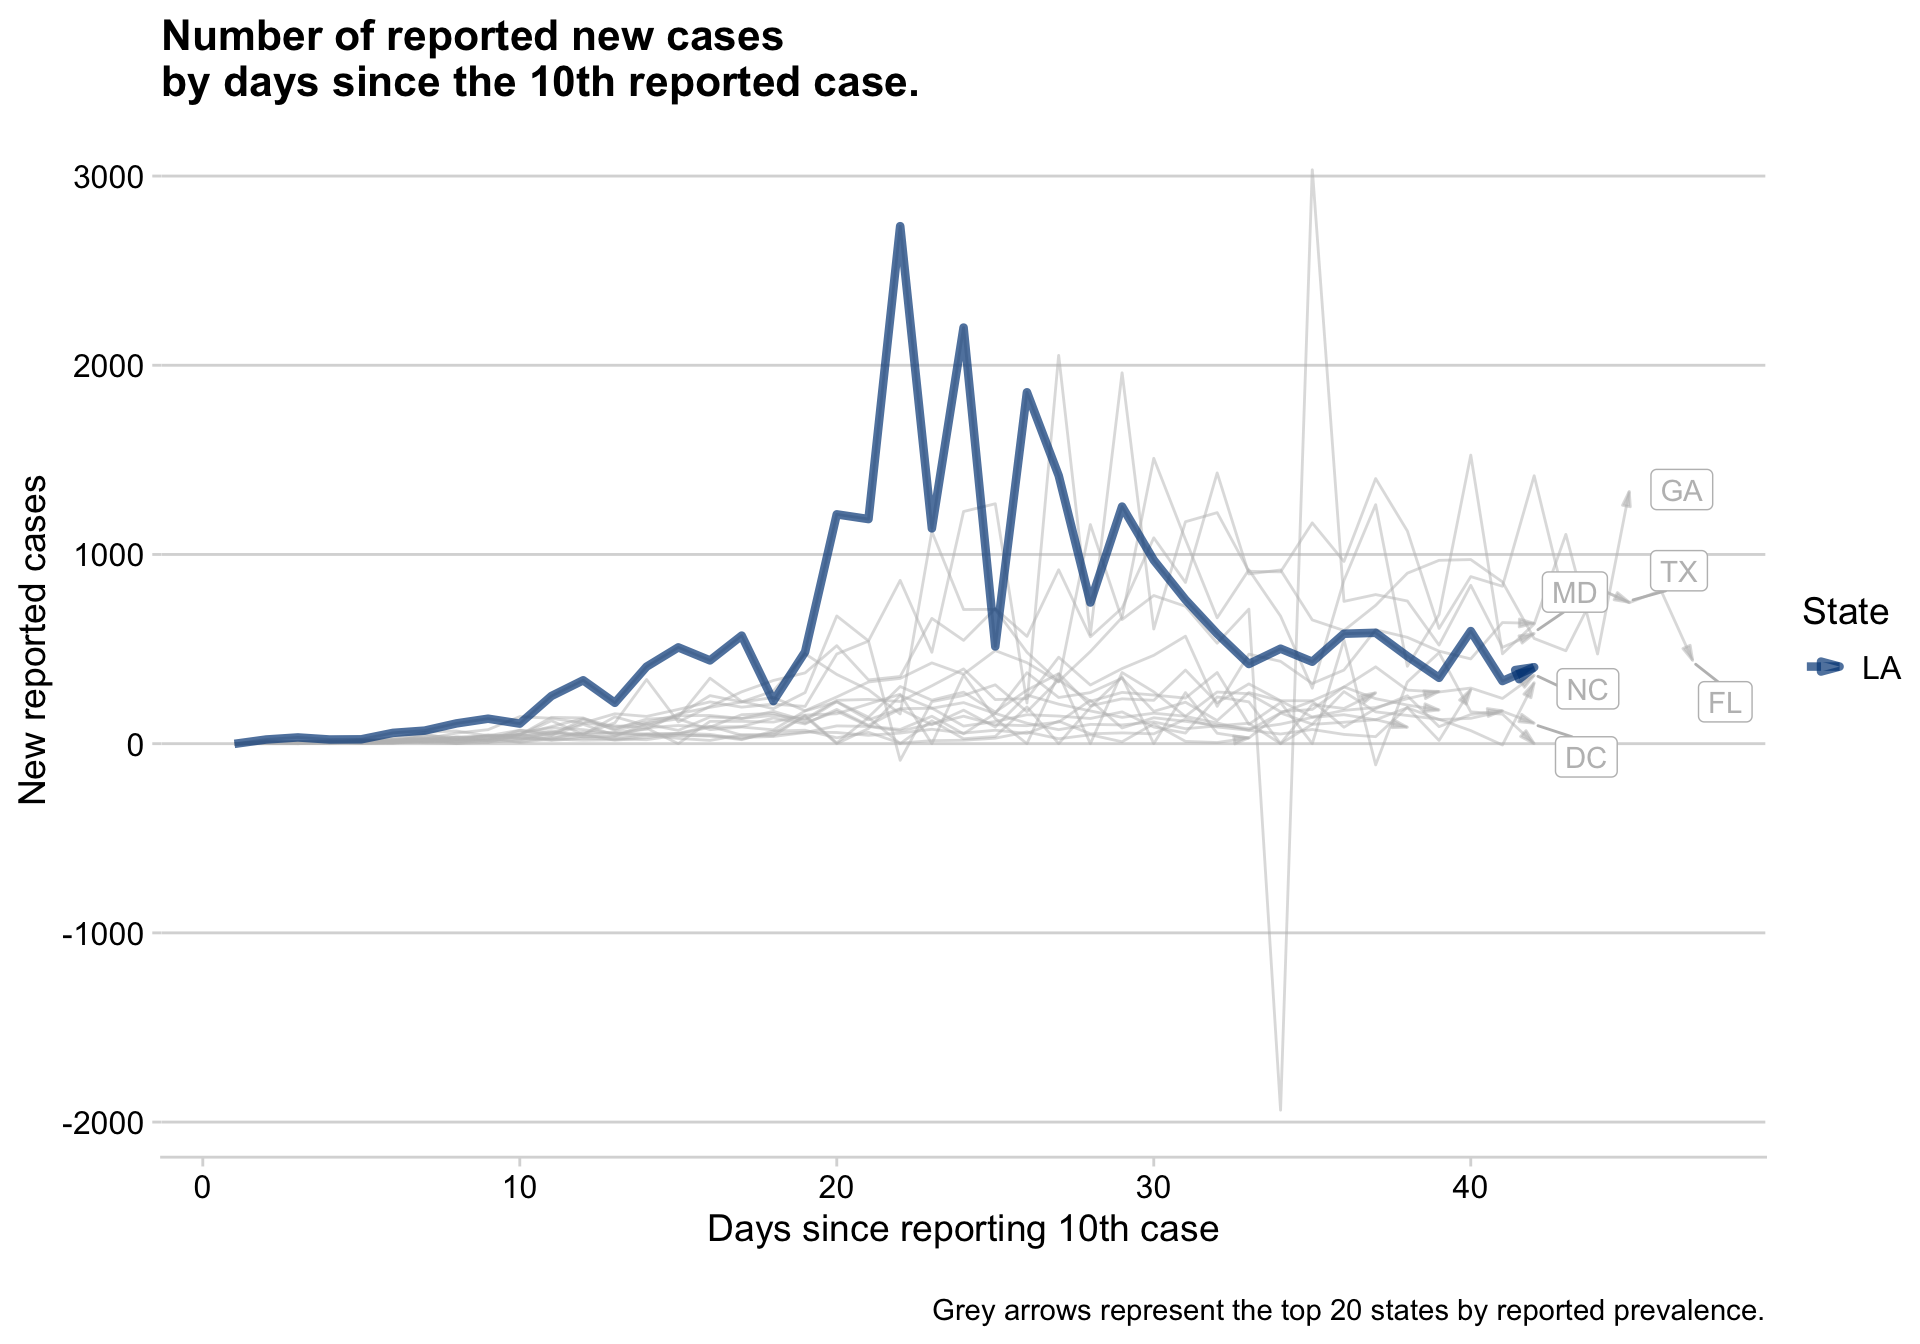 Number of reported new cases
by days since the 10th reported case.
New reported cases
3000
2000
1000
0
-1000
-2000
0
10
20
30
40
Days since reporting 10th case
GA
TX
MD
NC
FL
DC
State
LA
Grey arrows represent the top 20 states by reported prevalence.